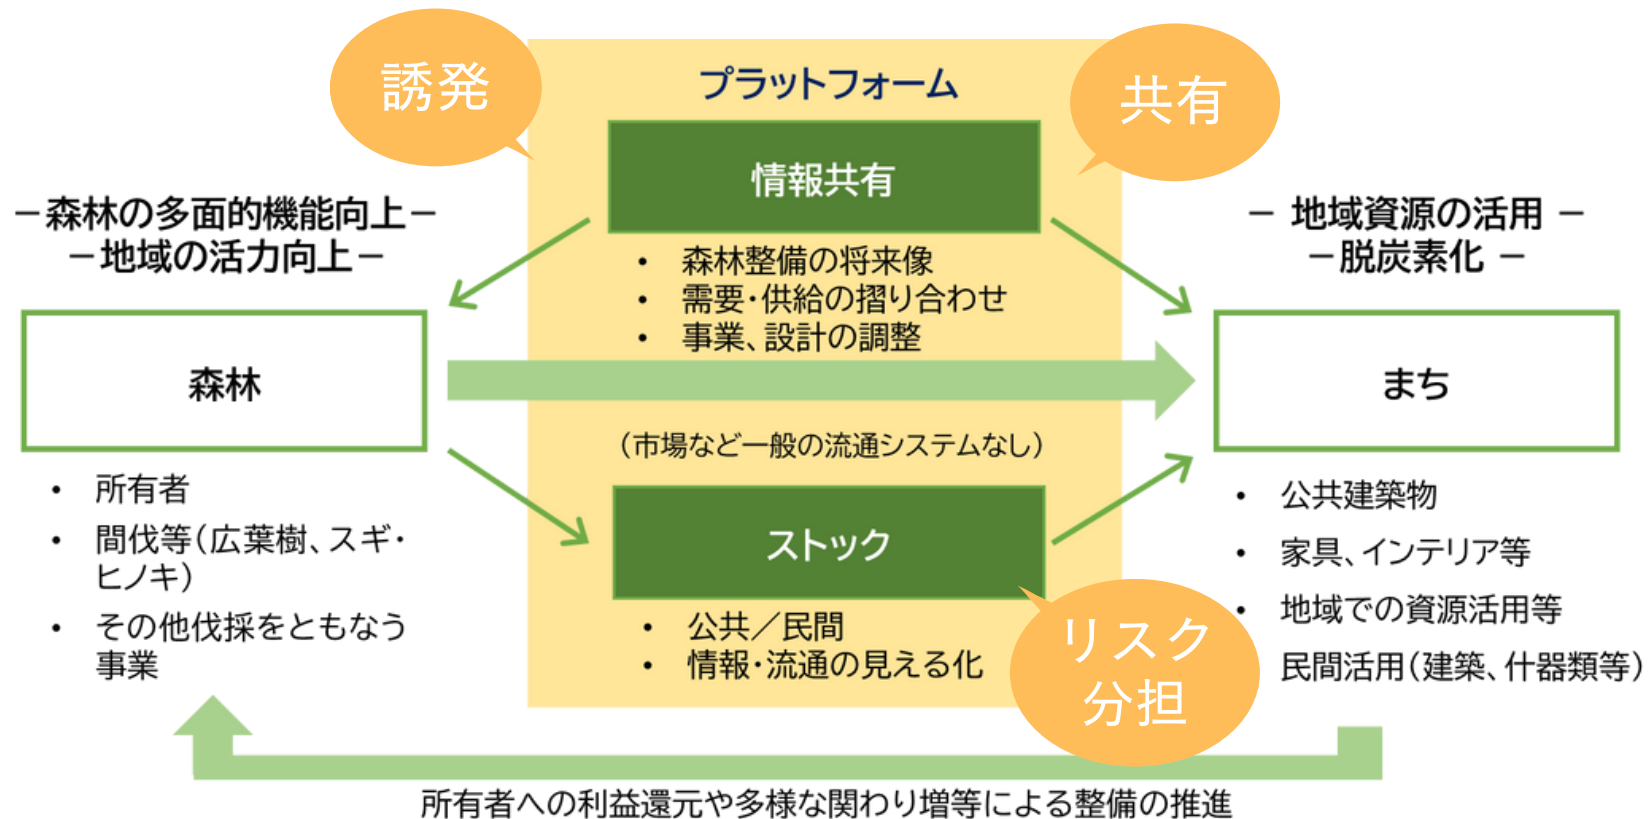 誘発
プラットフォーム
共有
情報共有
－森林の多面的機能向上－
－地域の活力向上－
－ 地域資源の活用 －
－脱炭素化 －
• 森林整備の将来像
• 需要・供給の摺り合わせ
• 事業、設計の調整
森林
まち
（市場など一般の流通システムなし）
• 所有者
• 間伐等（広葉樹、スギ・
ヒノキ）
• その他伐採をともなう
事業
ストック
• 公共／民間
• 情報・流通の見える化
リスク
分担
• 公共建築物
• 家具、インテリア等
• 地域での資源活用等
民間活用（建築、什器類等）
所有者への利益還元や多様な関わり増等による整備の推進